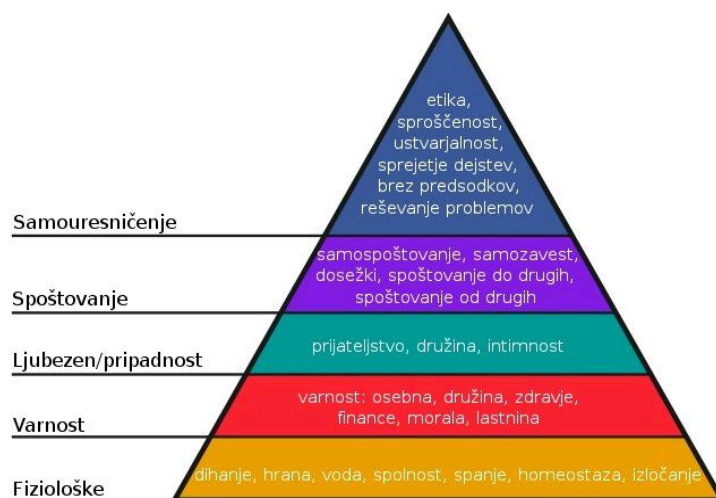 etika,
sproščenost,
ustvarjalnost,
sprejetje dejstev,
brez predsodkov,
reševanje problemov
Samouresničenje
samospoštovanje, samozavest,
dosežki, spoštovanje do drugih,
spoštovanje od drugih
Spoštovanje
prijateljstvo, družina, intimnost
Ljubezen/pripadnost
varnost: osebna, družina, zdravje,
finance, morala, lastnina
Varnost
dihanje, hrana, voda, spolnost, spanje, homeostaza, izločanje
Fiziološke